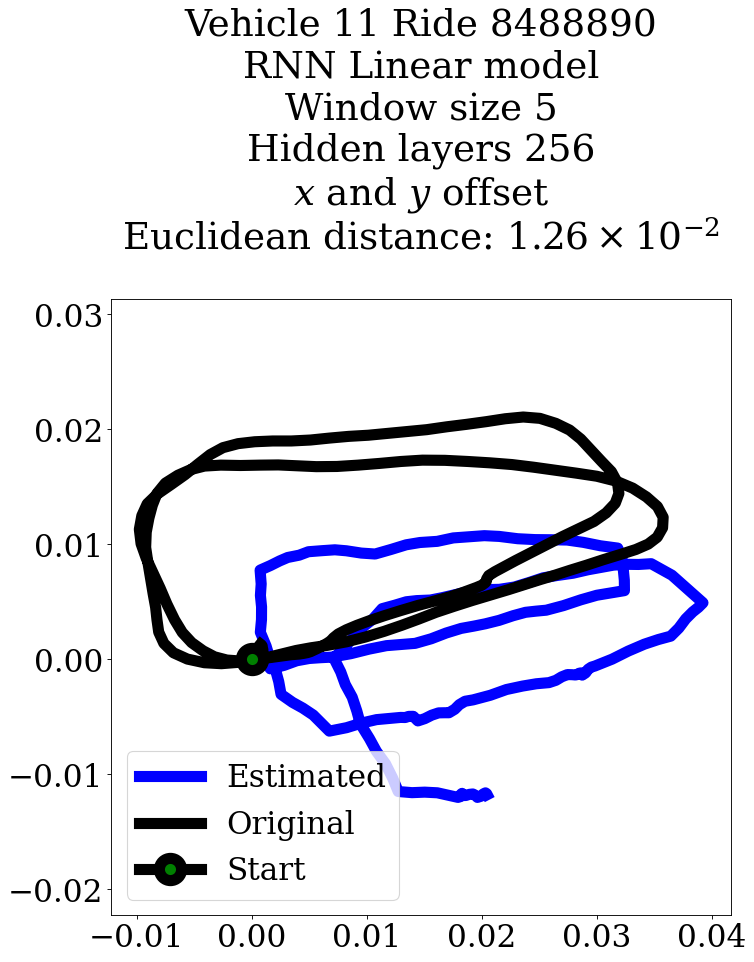 Vehicle 11 Ride 8488890
RNN Linear model
Window size 5
Hidden layers 256
x and y offset
Euclidean distance: 1.26 × 10⁻²
0.03
0.02
0.01
0.00
−0.01
−0.02
Estimated
Original
Start
−0.01 0.00 0.01 0.02 0.03 0.04